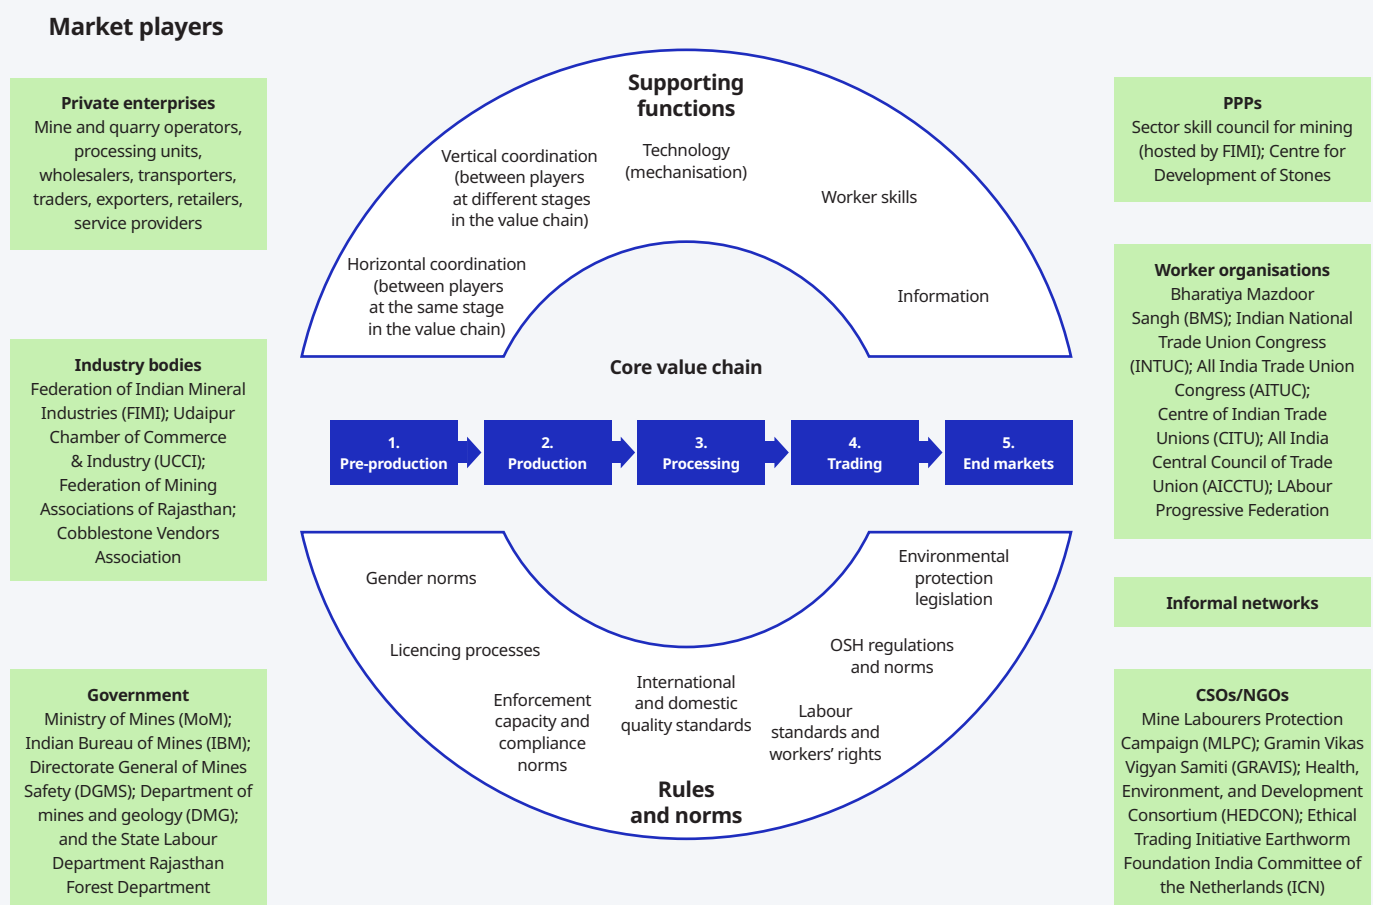 Market players
Private enterprises
Mine and quarry operators,
processing units,
wholesalers, transporters,
traders, exporters, retailers,
service providers
Industry bodies
Federation of Indian Mineral
Industries (FIMI); Udaipur
Chamber of Commerce
& Industry (UCCI);
Federation of Mining
Associations of Rajasthan;
Cobblestone Vendors
Association
Government
Ministry of Mines (MoM);
Indian Bureau of Mines (IBM);
Directorate General of Mines
Safety (DGMS); Department of
mines and geology (DMG);
and the State Labour
Department Rajasthan
Forest Department
Supporting
functions
Horizontal coordination
(between players
at the same stage
in the value chain)
Vertical coordination
(between players
at different stages
in the value chain)
Technology
(mechanisation)
Worker skills
Information
Core value chain
1.
Pre-production
2.
Production
3.
Processing
4.
Trading
5.
End markets
Gender norms
Licencing processes
Enforcement
capacity and
compliance
norms
International
and domestic
quality standards
Labour
standards and
workers’ rights
OSH regulations
and norms
Environmental
protection
legislation
Rules
and norms
PPPs
Sector skill council for mining
(hosted by FIMI); Centre for
Development of Stones
Worker organisations
Bharatiya Mazdoor
Sangh (BMS); Indian National
Trade Union Congress
(INTUC); All India Trade Union
Congress (AITUC);
Centre of Indian Trade
Unions (CITU); All India
Central Council of Trade
Union (AICCTU); LAbour
Progressive Federation
Informal networks
CSOs/NGOs
Mine Labourers Protection
Campaign (MLPC); Gramin Vikas
Vigyan Samiti (GRAVIS); Health,
Environment, and Development
Consortium (HEDCON); Ethical
Trading Initiative Earthworm
Foundation India Committee of
the Netherlands (ICN)